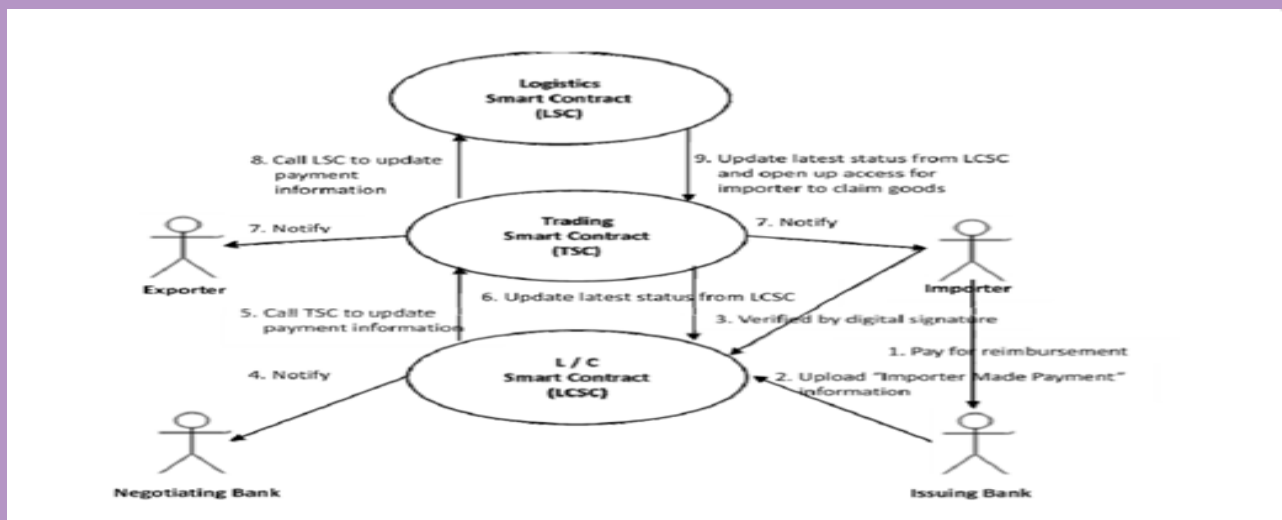 Logistics
Smart Contract
(LSC)
8. Call LSC to update
payment
information
9. Update latest status from LCSC
and open up access for
importer to claim goods
7. Notify
Trading
Smart Contract
(TSC)
7. Notify
Exporter
Importer
6. Update latest status from LCSC
5. Call TSC to update
payment information
3. Verified by digital signature
1. Pay for reimbursement
L / C
Smart Contract
(LCSC)
4. Notify
2. Upload “Importer Made Payment”
information
Negotiating Bank
Issuing Bank